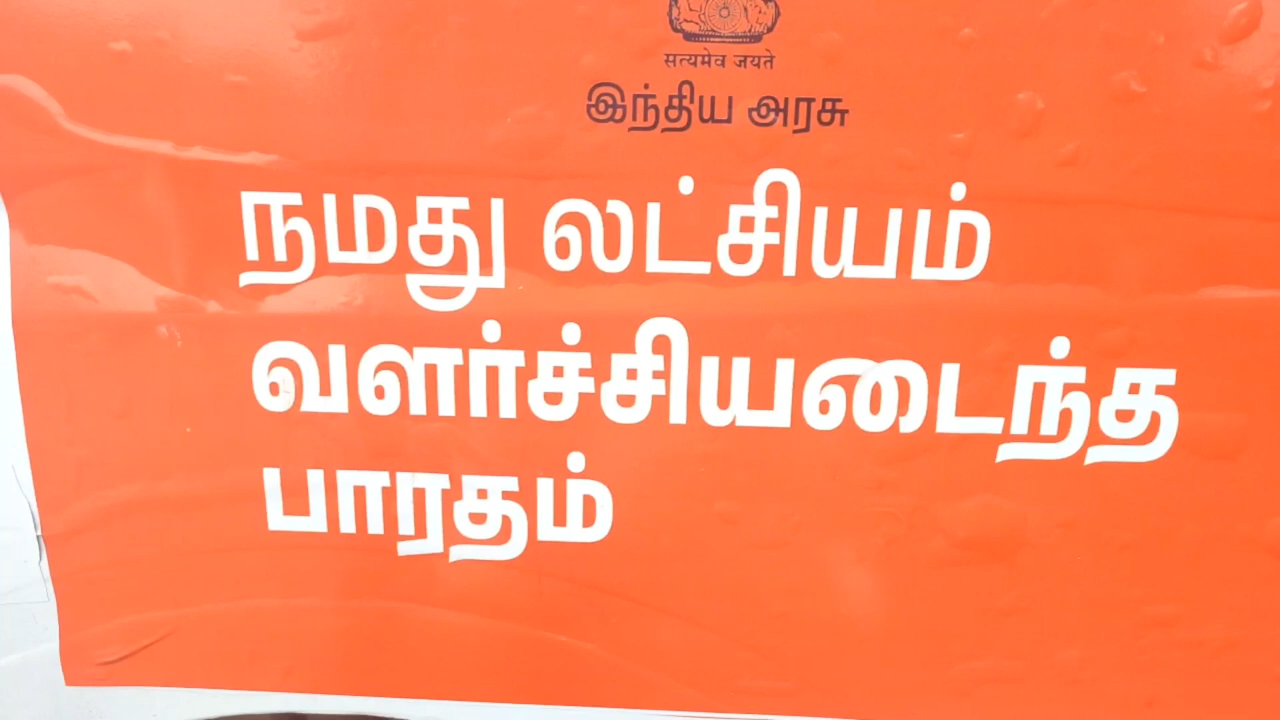 सत्यमेव जयते
இந்திய அரசு
நமது லட்சியம்
வளர்ச்சியடைந்த
பாரதம்